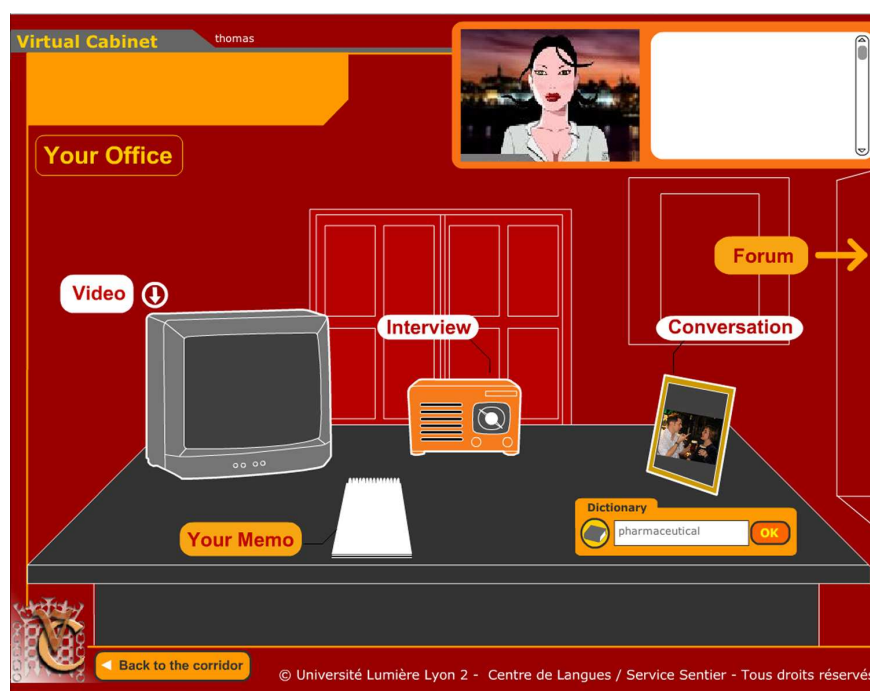 Virtual Cabinet
thomas
Your Office
Forum
Video
Interview
Conversation
Dictionary
pharmaceutical
OK
Your Memo
VC
Back to the corridor
© Université Lumière Lyon 2 - Centre de Langues / Service Sentier - Tous droits réservés